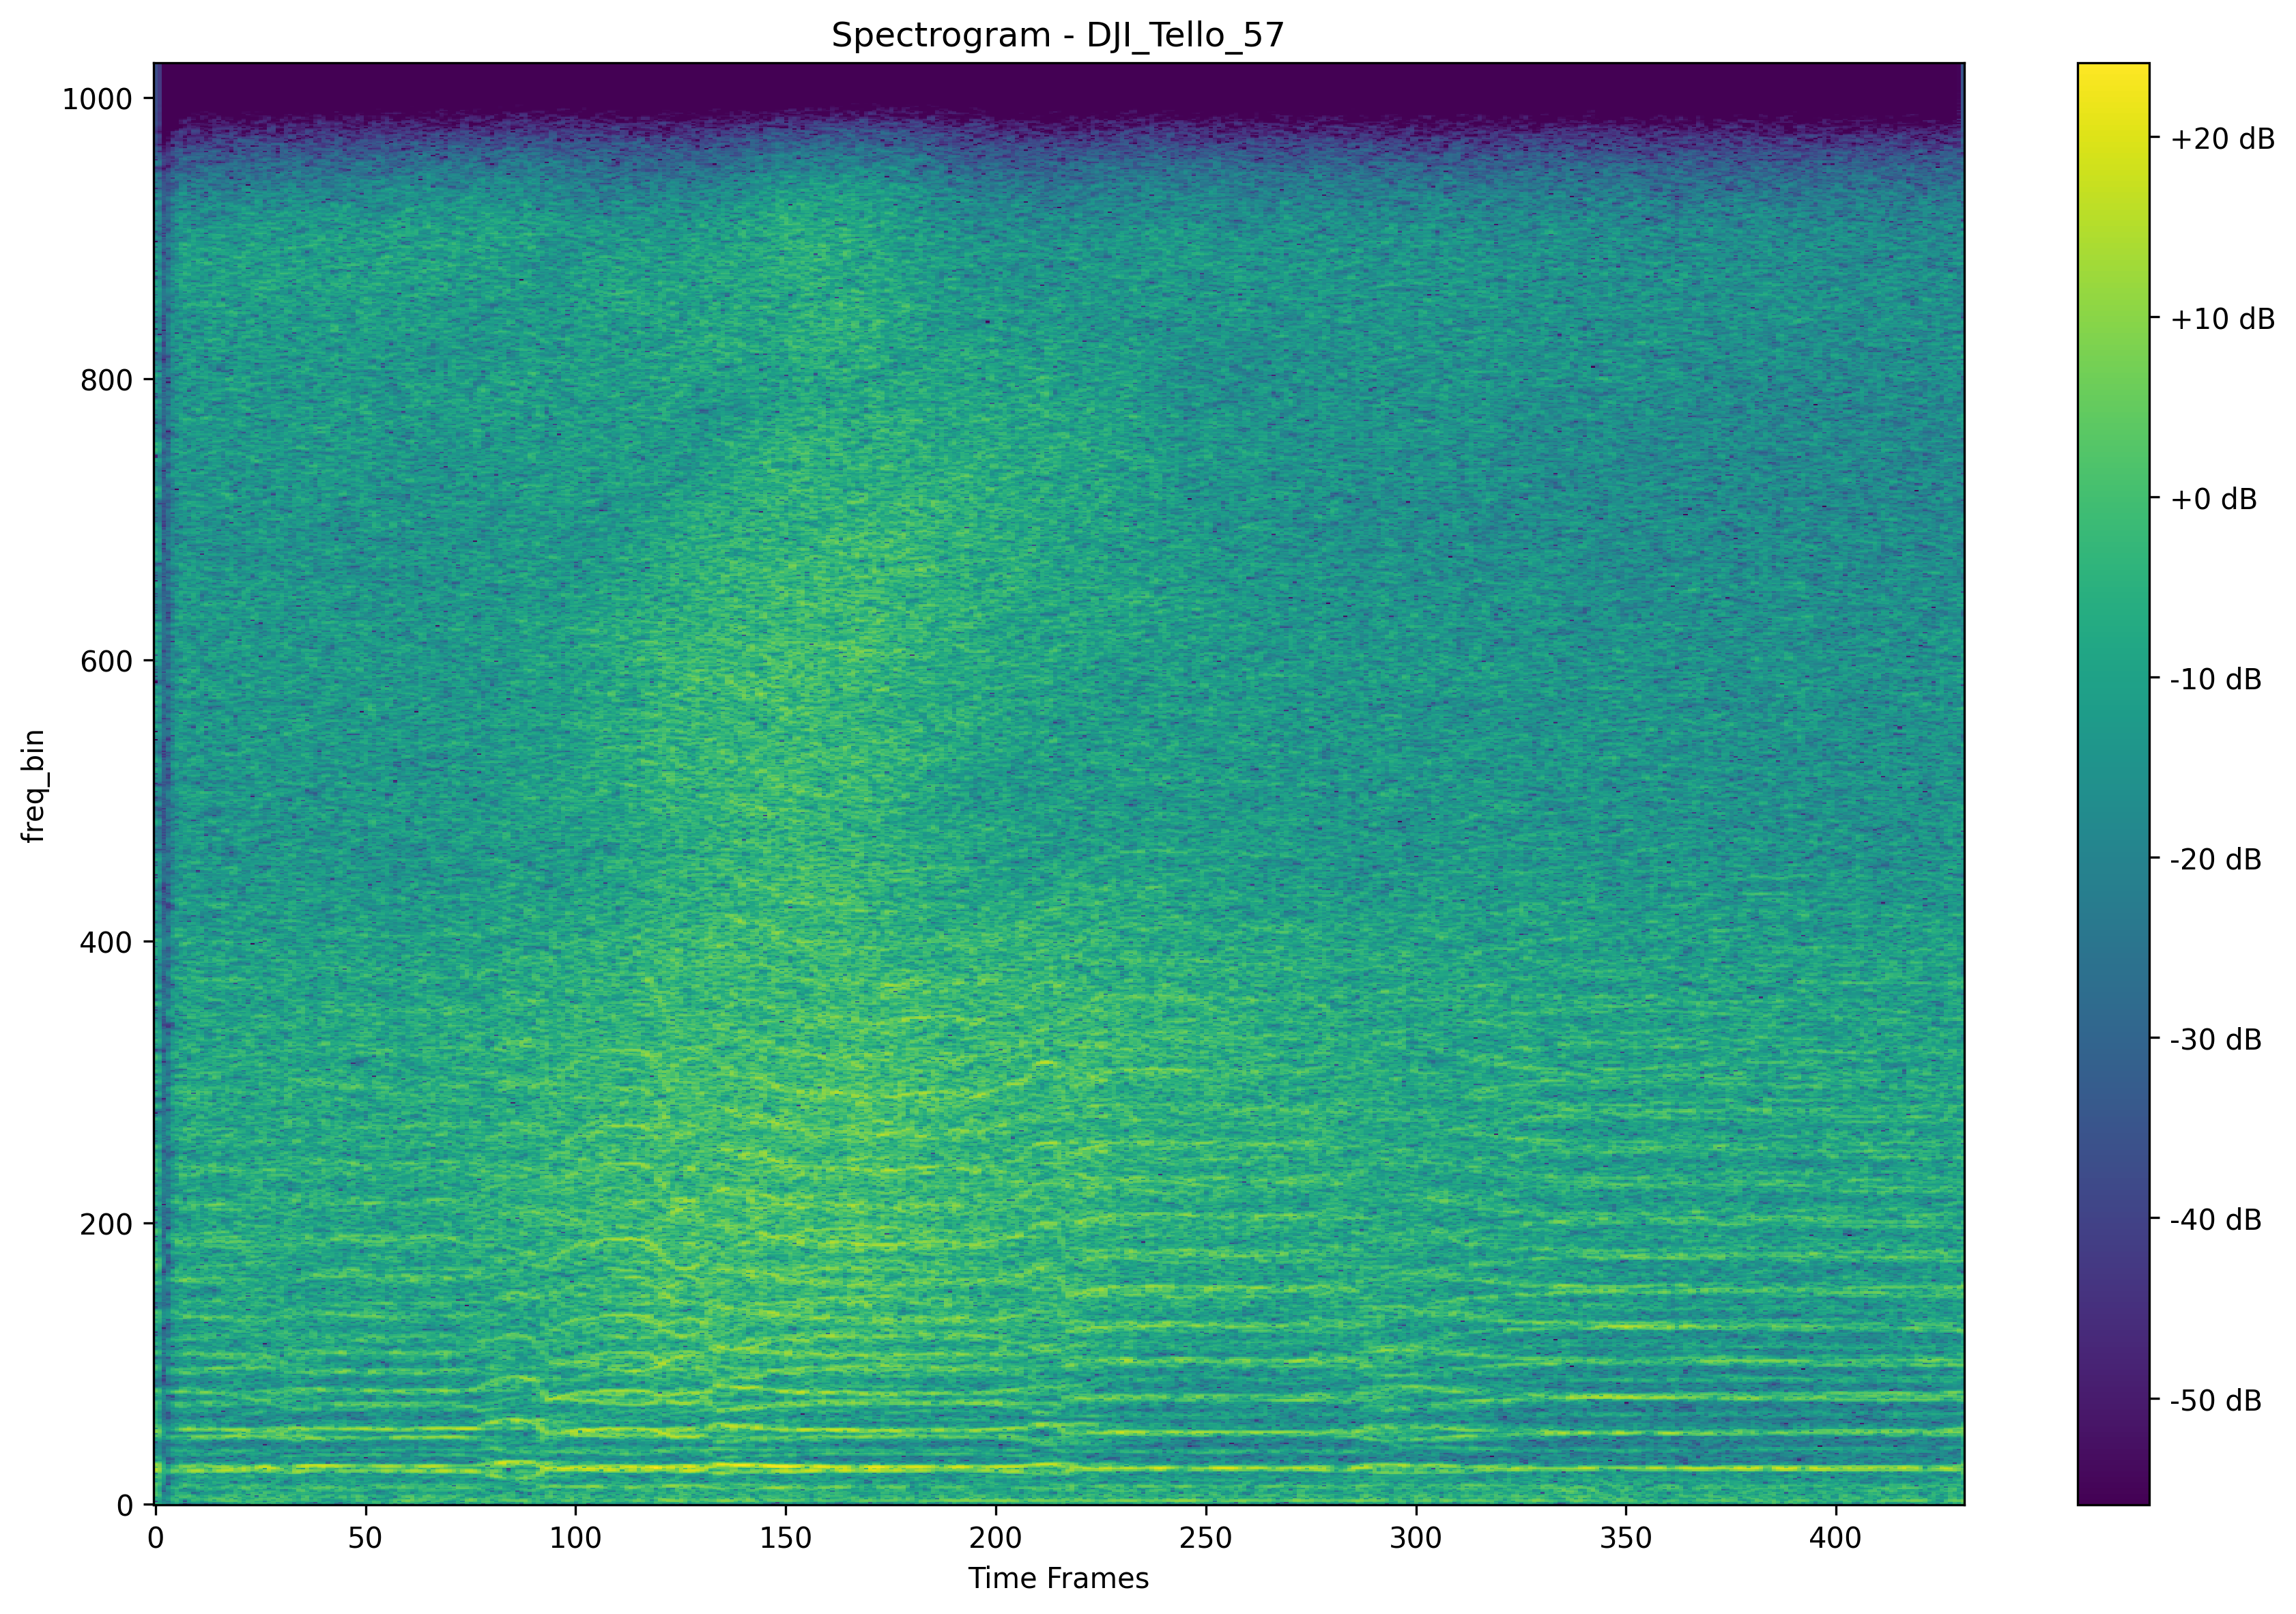 Spectrogram - DJI_Tello_57
freq_bin
1000
800
600
400
200
0
0 50 100 150 200 250 300 350 400
Time Frames
+20 dB
+10 dB
+0 dB
-10 dB
-20 dB
-30 dB
-40 dB
-50 dB